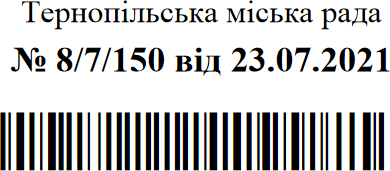 Тернопільська міська рада
№ 8/7/150 від 23.07.2021